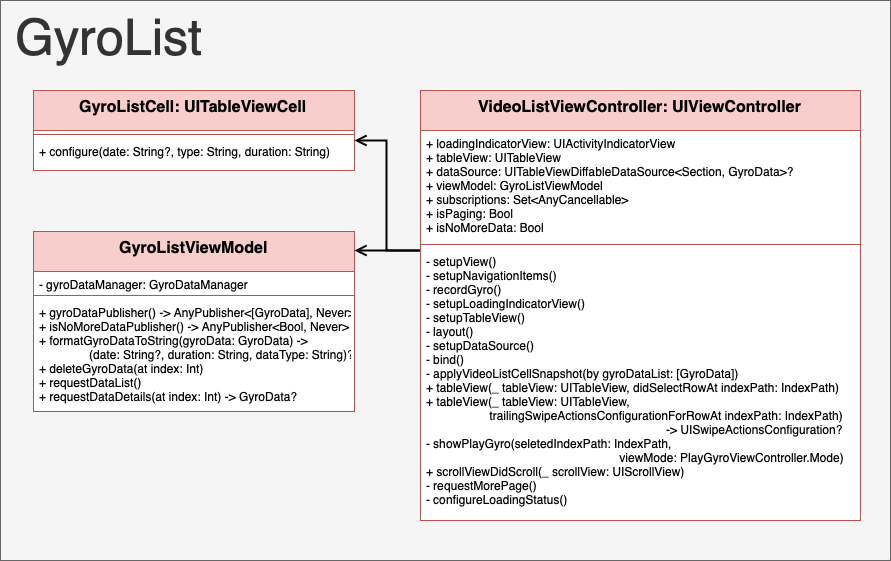 GyroList
GyroListCell: UITableViewCell
+ configure(date: String?, type: String, duration: String)
GyroListViewModel
- gyroDataManager: GyroDataManager
+ gyroDataPublisher() -> AnyPublisher<[GyroData], Never>
+ isNoMoreDataPublisher() -> AnyPublisher<Bool, Never>
+ formatGyroDataToString(gyroData: GyroData) ->
(date: String?, duration: String, dataType: String)?
+ deleteGyroData(at index: Int)
+ requestDataList()
+ requestDataDetails(at index: Int) -> GyroData?
VideoListViewController: UIViewController
+ loadingIndicatorView: UIActivityIndicatorView
+ tableView: UITableView
+ dataSource: UITableViewDiffableDataSource<Section, GyroData>?
+ viewModel: GyroListViewModel
+ subscriptions: Set<AnyCancellable>
+ isPaging: Bool
+ isNoMoreData: Bool
- setupView()
- setupNavigationItems()
- recordGyro()
- setupLoadingIndicatorView()
- setupTableView()
- layout()
- setupDataSource()
- bind()
- applyVideoListCellSnapshot(by gyroDataList: [GyroData])
+ tableView(_ tableView: UITableView, didSelectRowAt indexPath: IndexPath)
+ tableView(_ tableView: UITableView,
trailingSwipeActionsConfigurationForRowAt indexPath: IndexPath)
-> UISwipeActionsConfiguration?
- showPlayGyro(seletedIndexPath: IndexPath,
viewMode: PlayGyroViewController.Mode)
+ scrollViewDidScroll(_ scrollView: UIScrollView)
- requestMorePage()
- configureLoadingStatus()